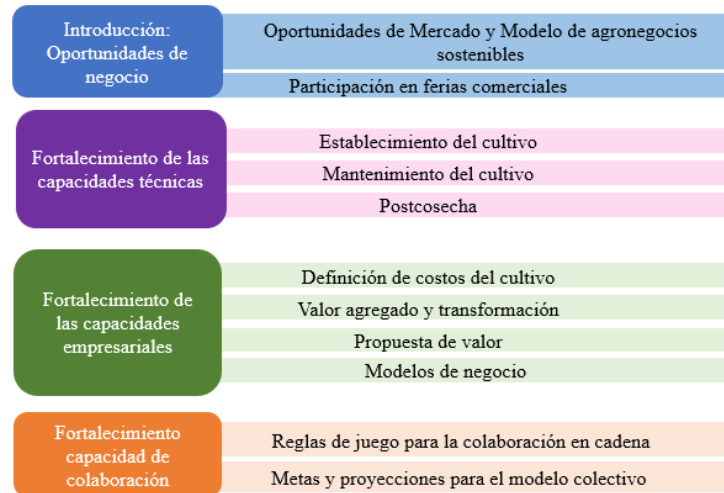 Introducción:
Oportunidades de
negocio
Oportunidades de Mercado y Modelo de agronegocios
sostenibles
Participación en ferias comerciales
Fortalecimiento de las
capacidades técnicas
Establecimiento del cultivo
Mantenimiento del cultivo
Postcosecha
Fortalecimiento de
las capacidades
empresariales
Definición de costos del cultivo
Valor agregado y transformación
Propuesta de valor
Modelos de negocio
Fortalecimiento
capacidad de
colaboración
Reglas de juego para la colaboración en cadena
Metas y proyecciones para el modelo colectivo